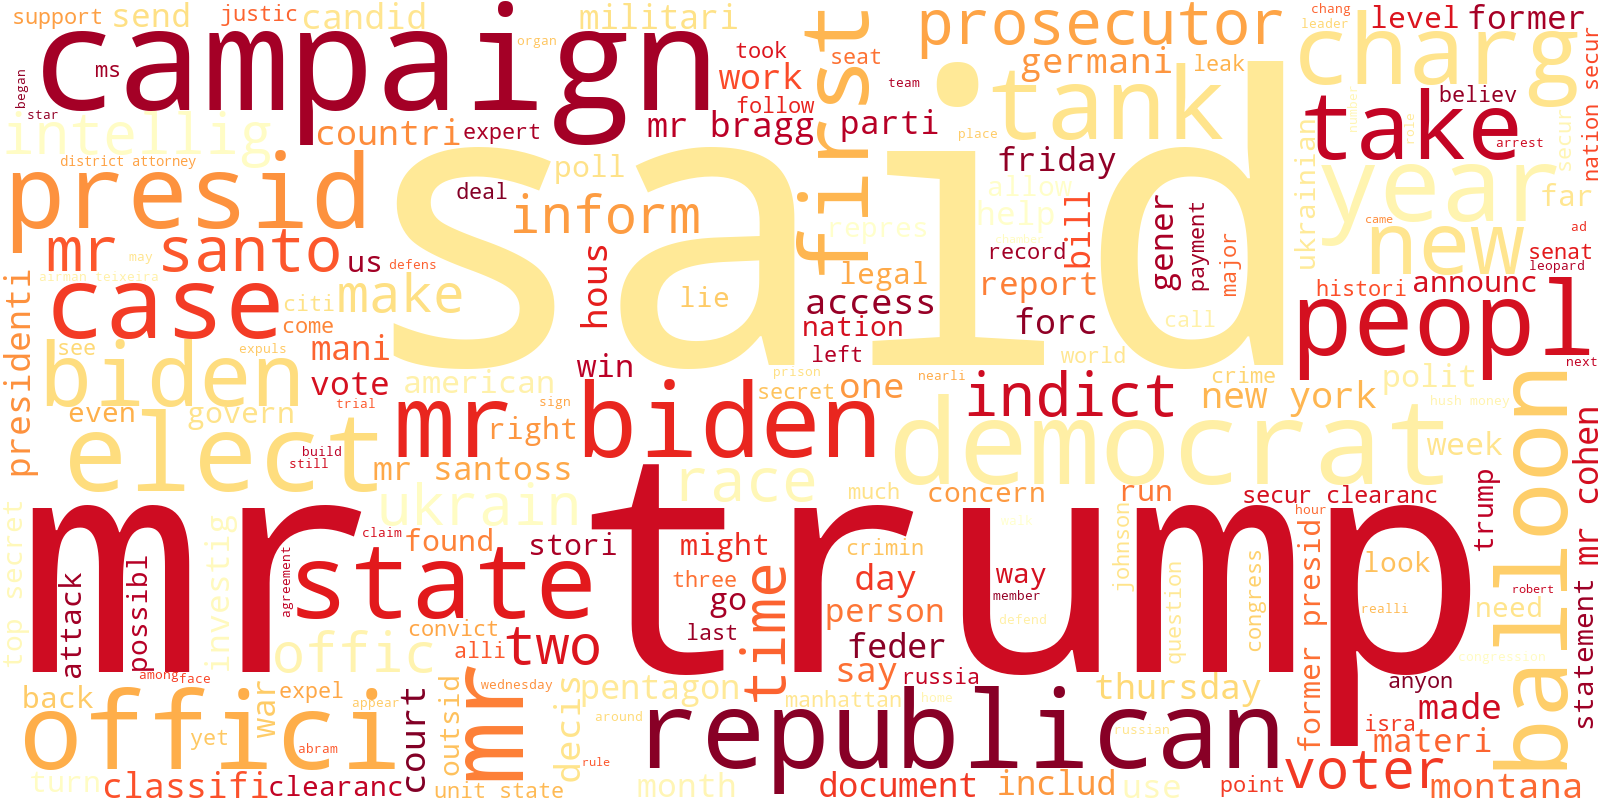 support
send
justic
candid
militari
organ
campaign
ms
began
star
took
work
follow
mr bragg
first
seat
team
parti
prosecutor
germani
leak
tank
place
charg
chang
leader
level
former
nation secur
take
believ
arrest
secur
number
role
intellig
countri
expert
district attorney
presid
poll
deal
inform
said
friday
allow
help
repres
bill
gener
payment
record
major
ukrainian
year
far
came
ad
new
senat
leopard
mr santo
us
defens
may
airman teixeira
case
citi
make
come
hous
lie
legal
access
nation
report
forc
call
histori
announc
peopl
presidenti
see
expuls
biden
mani
vote
american
win
left
world
prison
secret
one
nearli
indict
crime
new york
polit
next
hush money
even
govern
trial
mr biden
right
sign
democrat
week
balloon
elect
build
still
mr santoss
race
much
concern
run
secur clearanc
trump
mr cohen
ukrain
mr trump
top secret
investig
attack
possibl
agreement
state
claim
found
stori
might
crimin
day
way
member
johnson
question
congress
hour
former presid
look
realli
need
robert
statement
three
go
time
person
defend
last
feder
convict
two
alli
offic
say
russia
congression
among
face
wednesday
pentagon
manhattan
home
thursday
anyon
made
back
war
expel
appear
court
outsid
mr
decis
around
republican
russian
isra
materi
offici
yet
abram
rule
voter
montana
turn
classifi
clearanc
unit state
month
document
includ
use
point